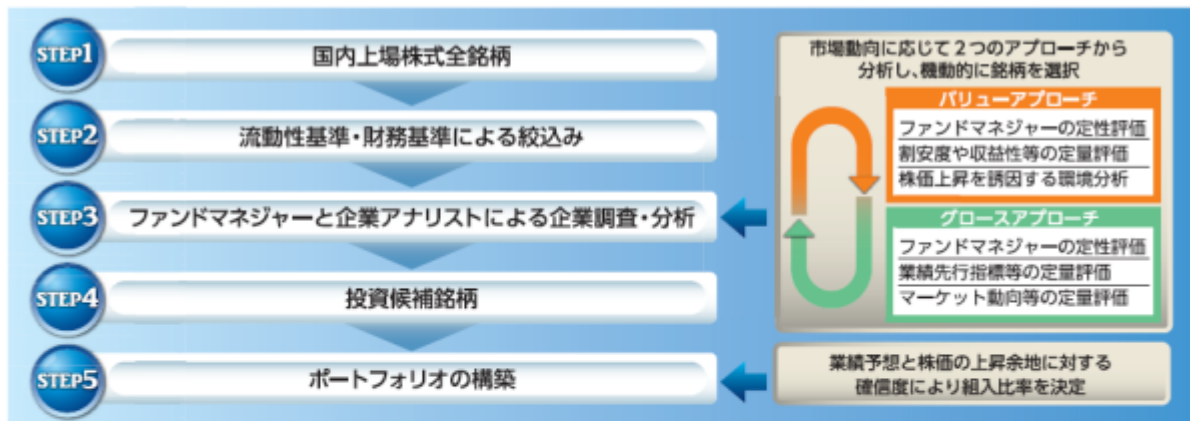 STEP1
国内上場株式全銘柄
STEP2
流動性基準・財務基準による絞込み
STEP3
ファンドマネジャーと企業アナリストによる企業調査・分析
STEP4
投資候補銘柄
STEP5
ポートフォリオの構築
市場動向に応じて2つのアプローチから
分析し、機動的に銘柄を選択
バリューアプローチ
ファンドマネジャーの定性評価
割安度や収益性等の定量評価
株価上昇を誘因する環境分析
グロースアプローチ
ファンドマネジャーの定性評価
業績先行指標等の定量評価
マーケット動向等の定量評価
業績予想と株価の上昇余地に対する
確信度により組入比率を決定